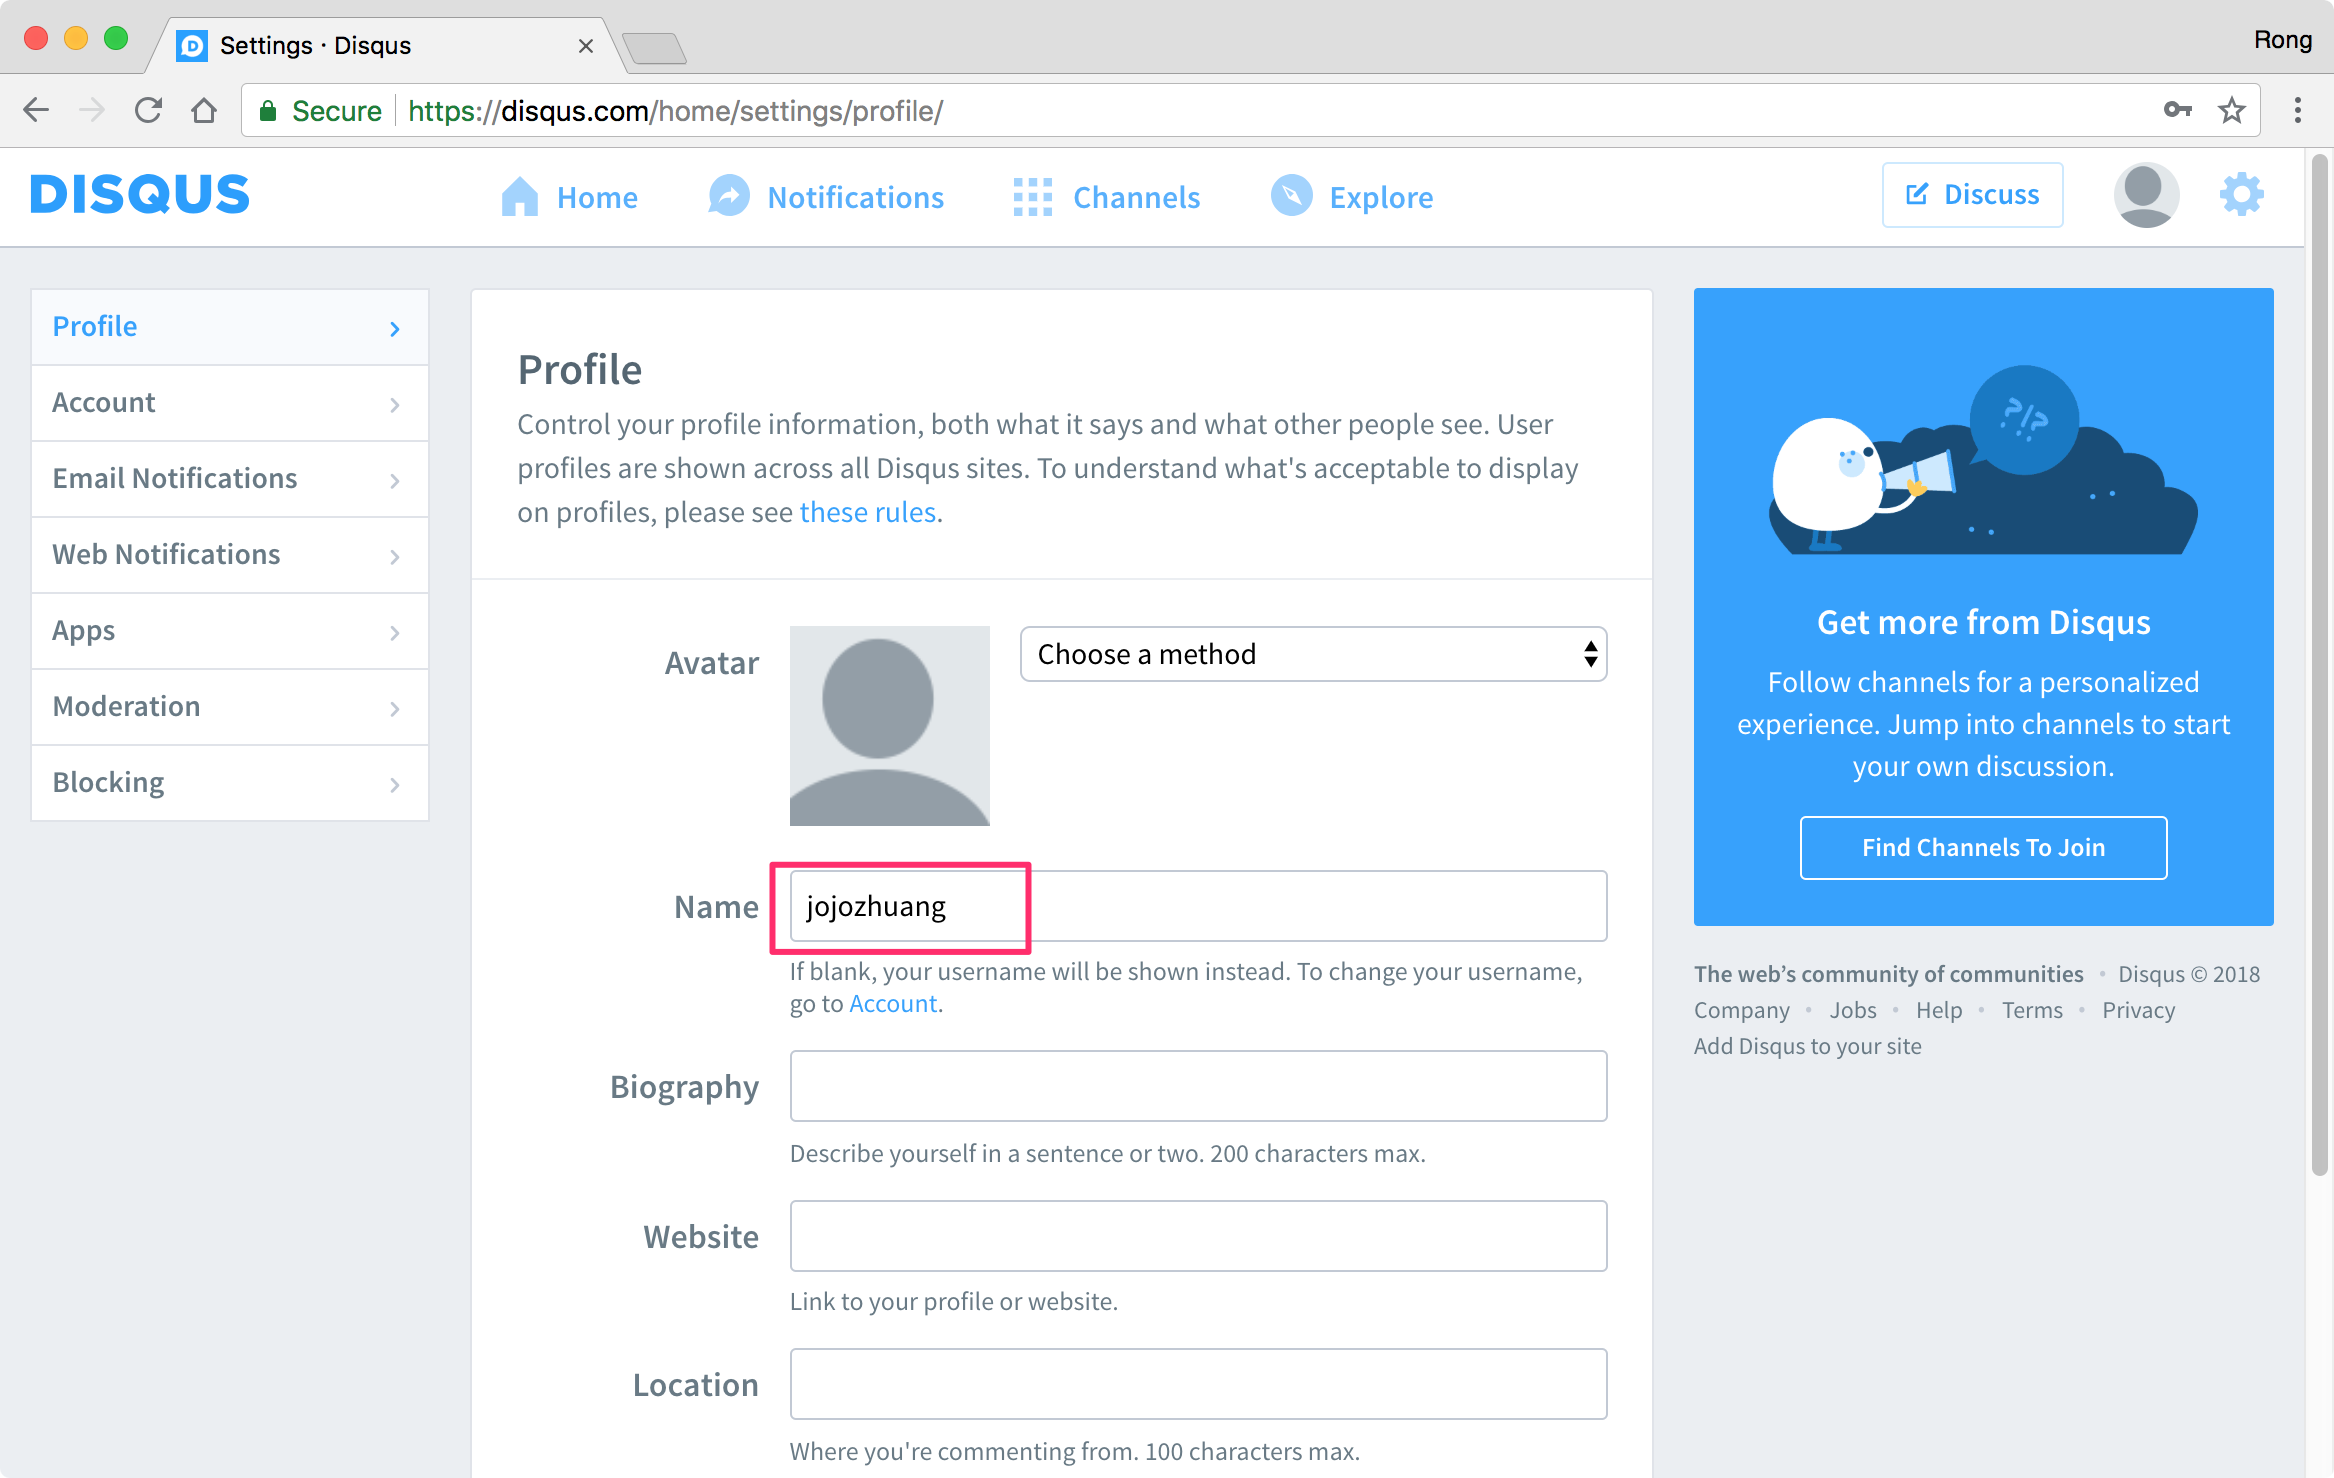 Settings · Disqus
Rong
Secure
https://disqus.com/home/settings/profile/
DISQUS
Home
Notifications
Channels
Explore
Discuss
Profile
Account
Email Notifications
Web Notifications
Apps
Moderation
Blocking
Profile
Control your profile information, both what it says and what other people see. User
profiles are shown across all Disqus sites. To understand what's acceptable to display
on profiles, please see these rules.
Avatar
Choose a method
Name
jojozhuang
If blank, your username will be shown instead. To change your username,
go to Account.
Biography
Describe yourself in a sentence or two. 200 characters max.
Website
Link to your profile or website.
Location
Where you're commenting from. 100 characters max.
?!?
Get more from Disqus
Follow channels for a personalized
experience. Jump into channels to start
your own discussion.
Find Channels To Join
The web’s community of communities • Disqus © 2018
Company • Jobs • Help • Terms • Privacy
Add Disqus to your site